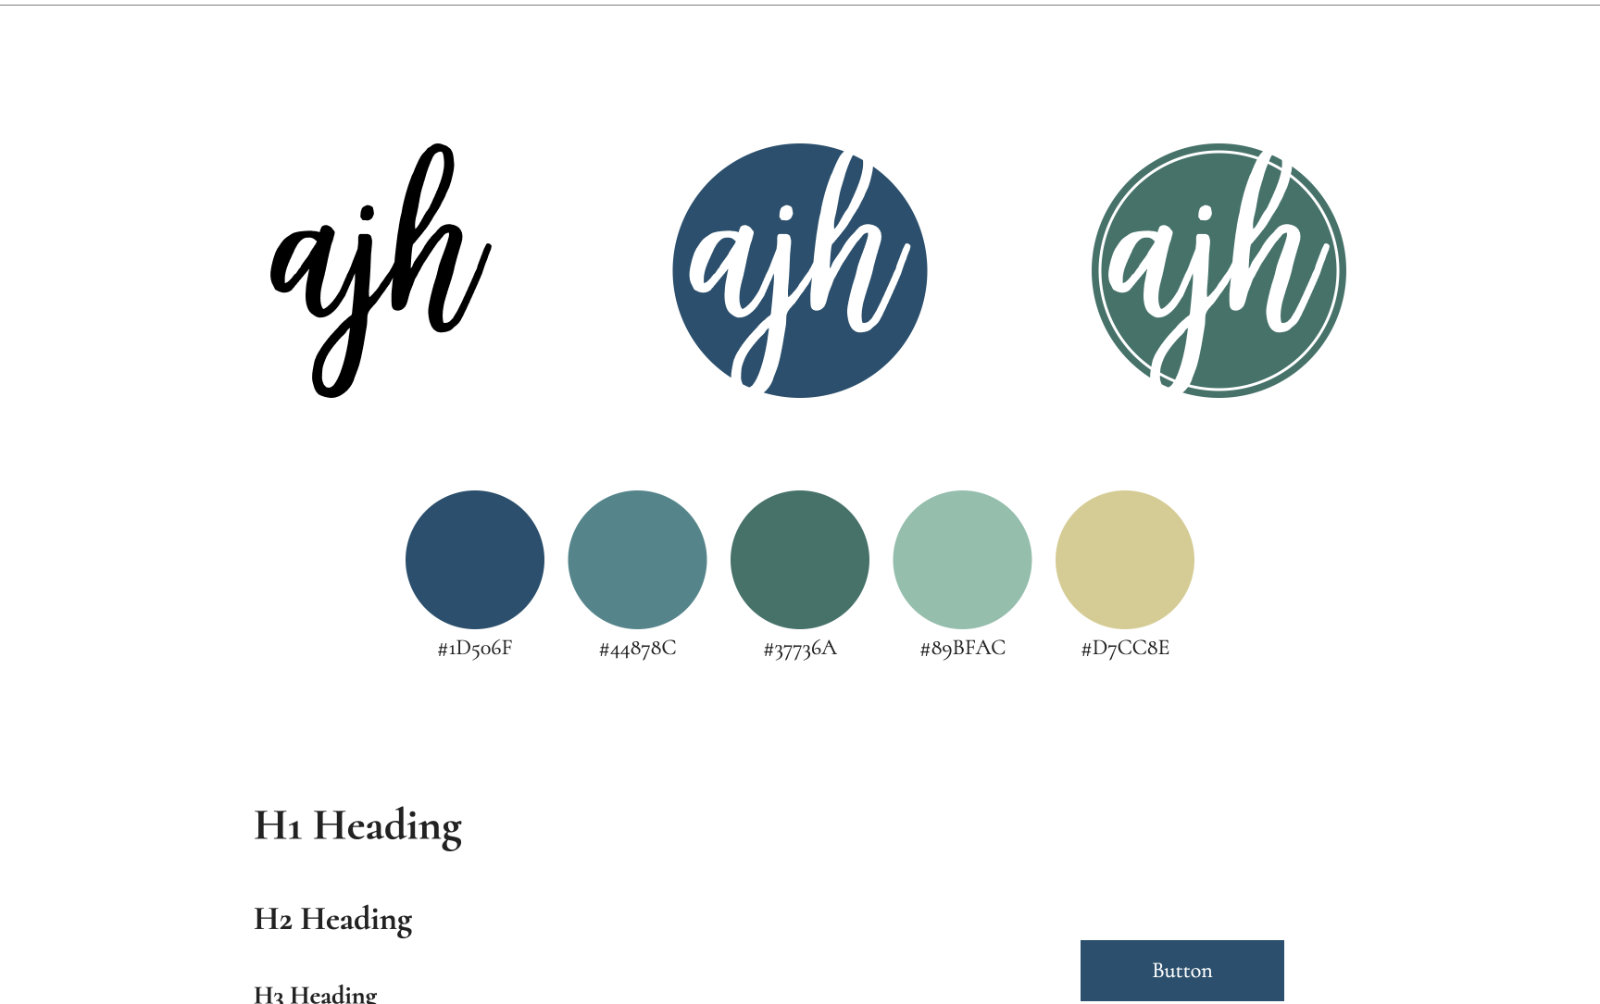 ajh ajh ajh
#1D506F #44878C #37736A #89BFAC #D7CC8E
H1 Heading
H2 Heading
Button
H3 Heading